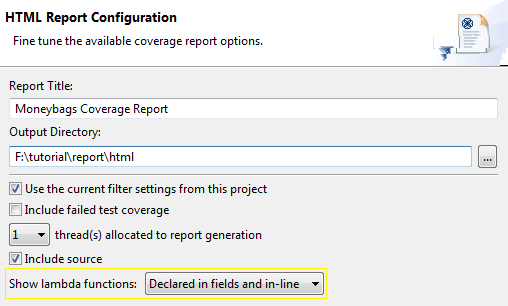 HTML Report Configuration
Fine tune the available coverage report options.
Report Title:
Moneybags Coverage Report
Output Directory:
F:\tutorial\report\html
...
Use the current filter settings from this project
Include failed test coverage
1 thread(s) allocated to report generation
Include source
Show lambda functions: Declared in fields and in-line